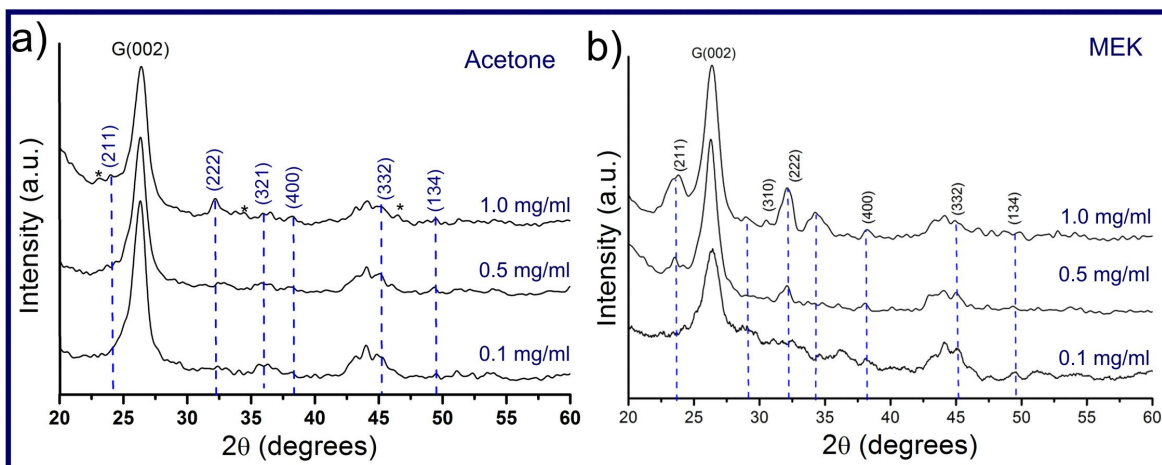 a)
Acetone
G(002)
*
(211)
(222)
*
(321)
(400)
(332)
*
(134)
1.0 mg/ml
0.5 mg/ml
0.1 mg/ml
Intensity (a.u.)
20 25 30 35 40 45 50 55 60
2θ (degrees)
b)
MEK
G(002)
(211)
(310)
(222)
(400)
(332)
(134)
1.0 mg/ml
0.5 mg/ml
0.1 mg/ml
Intensity (a.u.)
20 25 30 35 40 45 50 55 60
2θ (degrees)